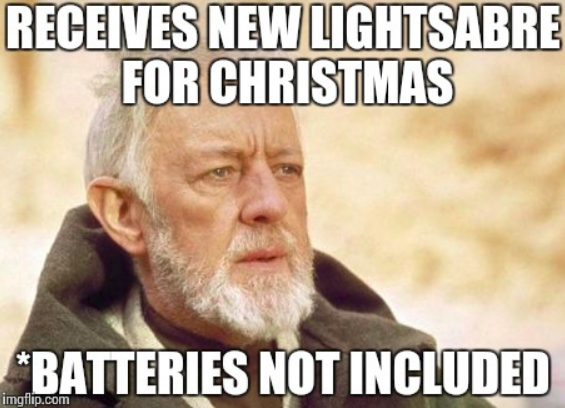 RECEIVES NEW LIGHTSABRE
FOR CHRISTMAS
*BATTERIES NOT INCLUDED
imgflip.com